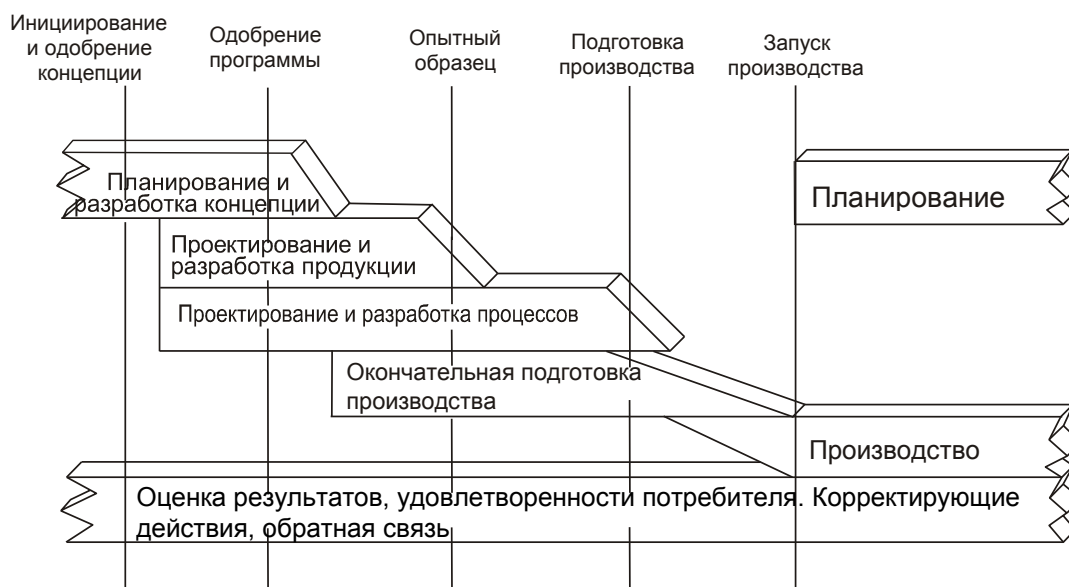 Инициирование
и одобрение
концепции
Одобрение
программы
Опытный
образец
Подготовка
производства
Запуск
производства
Планирование и
разработка концепции
Планирование
Проектирование и
разработка продукции
Проектирование и разработка процессов
Окончательная подготовка
производства
Производство
Оценка результатов, удовлетворенности потребителя. Корректирующие
действия, обратная связь